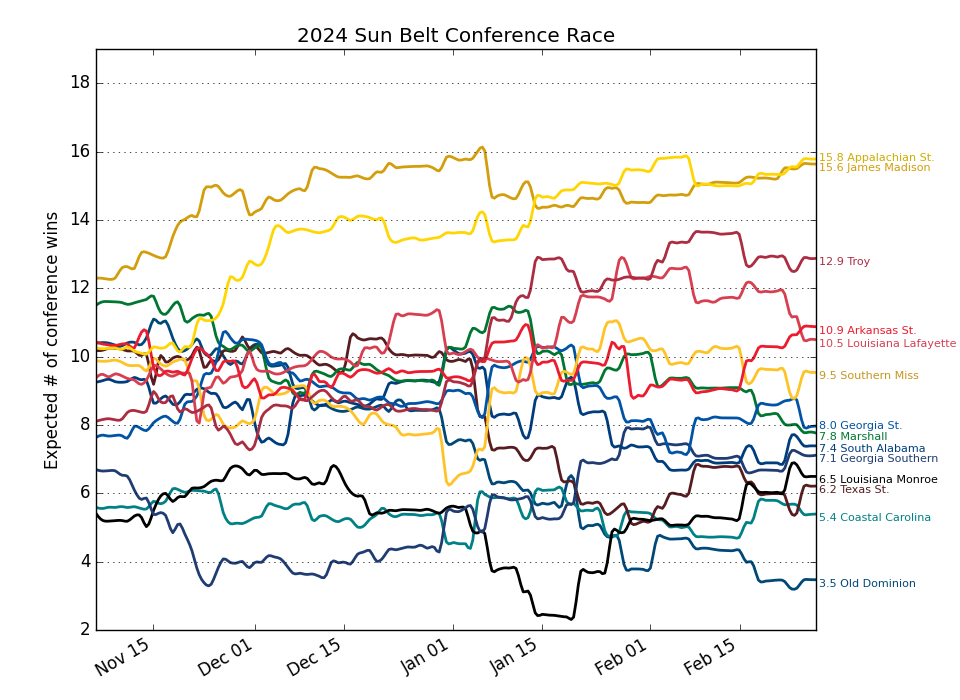 2024 Sun Belt Conference Race
Expected # of conference wins
18
16
14
12
10
8
6
4
2
Nov 15
Dec 01
Dec 15
Jan 01
Jan 15
Feb 01
Feb 15
15.8 Appalachian St.
15.6 James Madison
12.9 Troy
10.9 Arkansas St.
10.5 Louisiana Lafayette
9.5 Southern Miss
8.0 Georgia St.
7.8 Marshall
7.4 South Alabama
7.1 Georgia Southern
6.5 Louisiana Monroe
6.2 Texas St.
5.4 Coastal Carolina
3.5 Old Dominion